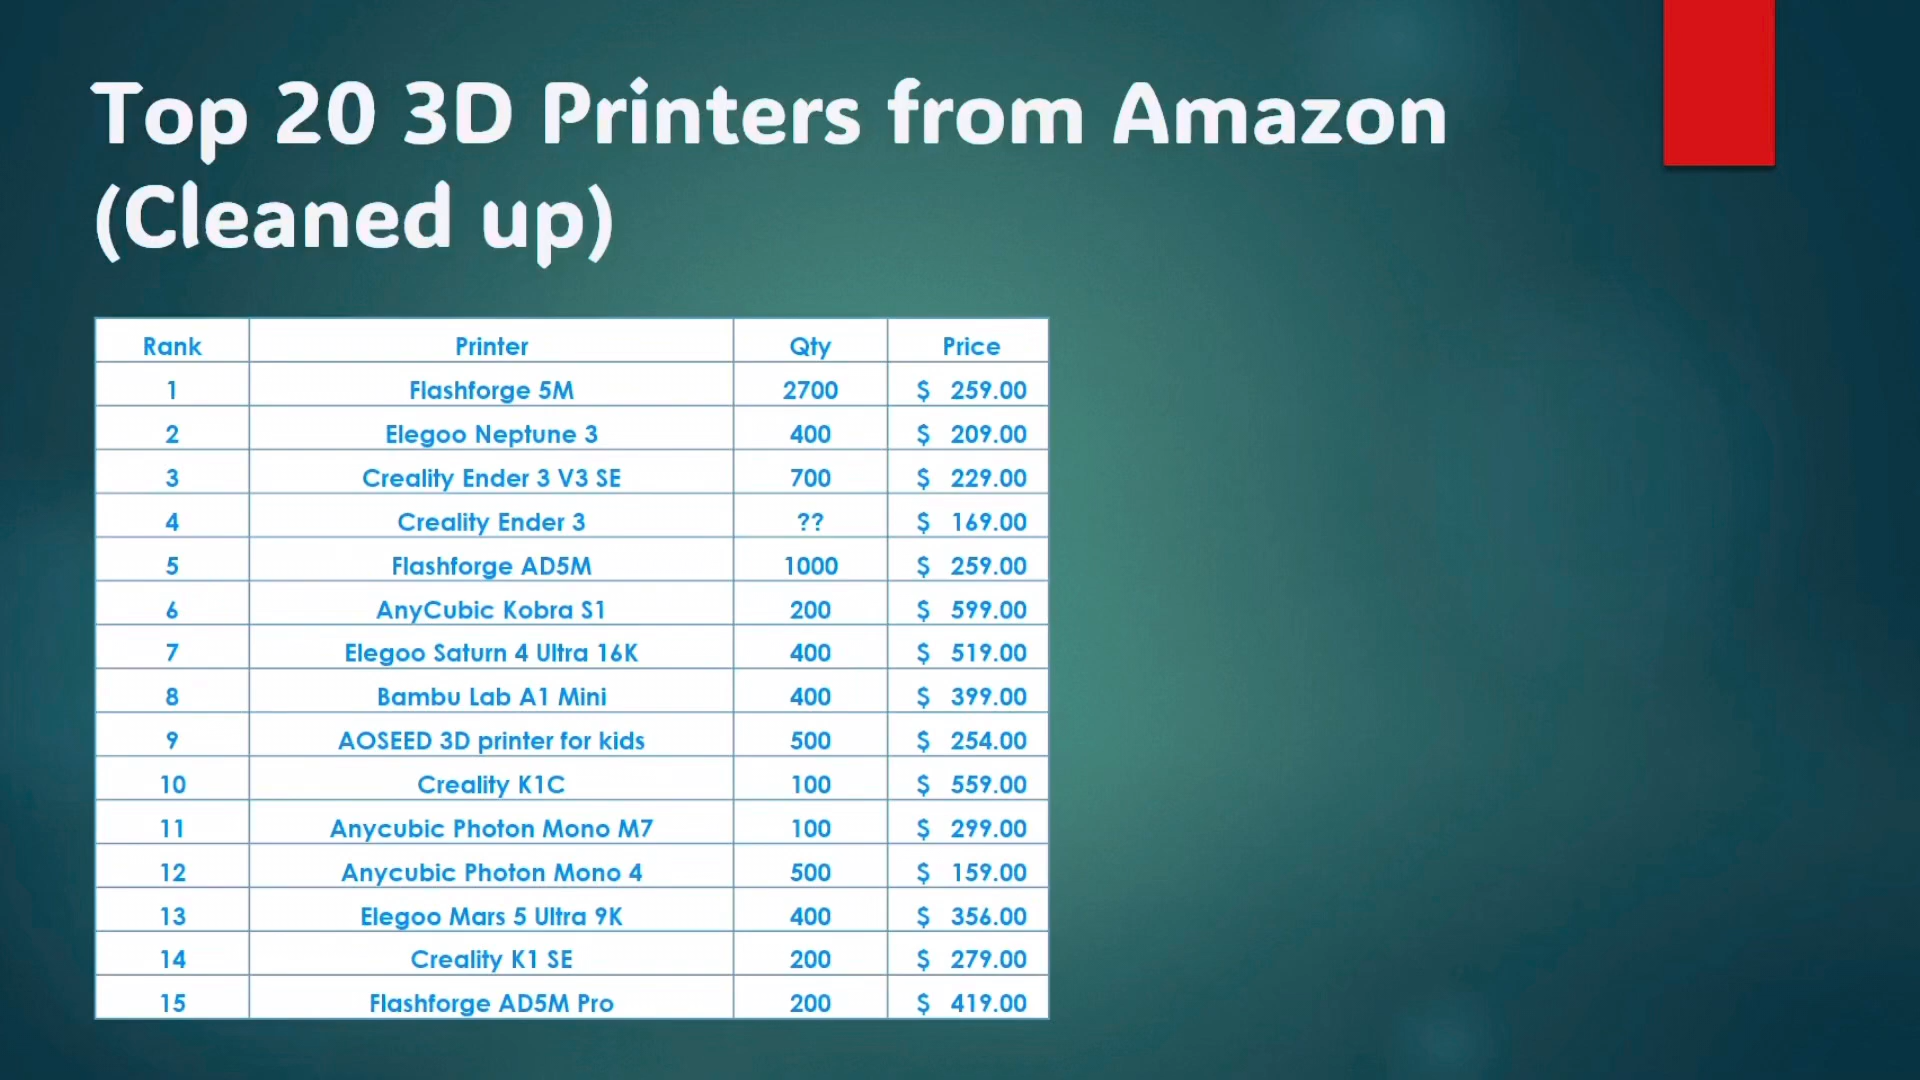 Top 20 3D Printers from Amazon
(Cleaned up)
Rank Printer Qty Price
1 Flashforge 5M 2700 $ 259.00
2 Elegoo Neptune 3 400 $ 209.00
3 Creality Ender 3 V3 SE 700 $ 229.00
4 Creality Ender 3 ?? $ 169.00
5 Flashforge AD5M 1000 $ 259.00
6 AnyCubic Kobra S1 200 $ 599.00
7 Elegoo Saturn 4 Ultra 16K 400 $ 519.00
8 Bambu Lab A1 Mini 400 $ 399.00
9 AOSEED 3D printer for kids 500 $ 254.00
10 Creality K1C 100 $ 559.00
11 Anycubic Photon Mono M7 100 $ 299.00
12 Anycubic Photon Mono 4 500 $ 159.00
13 Elegoo Mars 5 Ultra 9K 400 $ 356.00
14 Creality K1 SE 200 $ 279.00
15 Flashforge AD5M Pro 200 $ 419.00